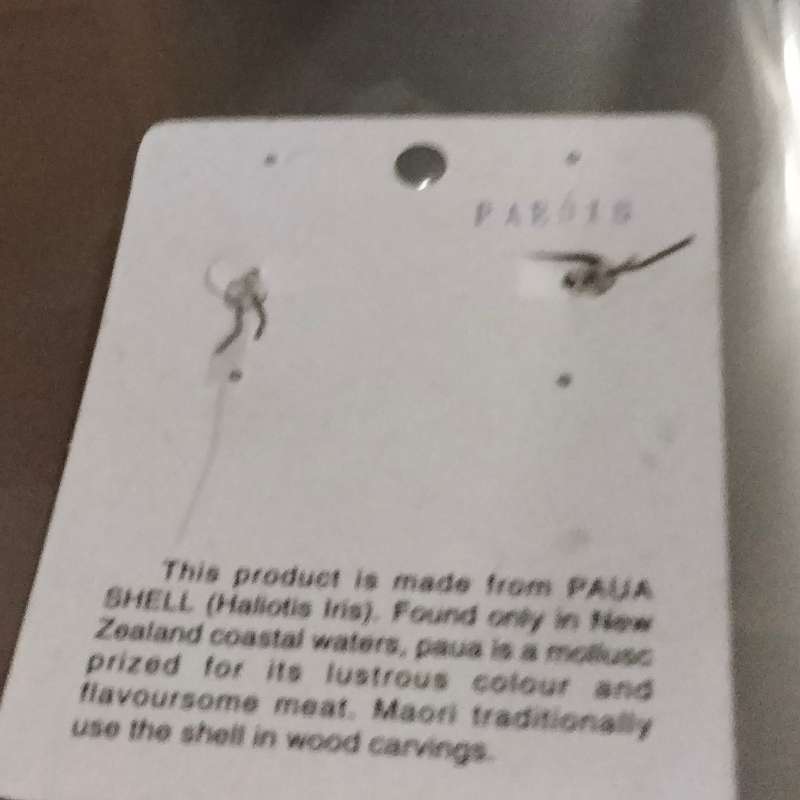 PAE018
This product is made from PAUA
SHELL (Haliotis Iris). Found only in New
Zealand coastal waters, paua is a mollusc
prized for its lustrous colour and
flavoursome meat. Maori traditionally
use the shell in wood carvings.